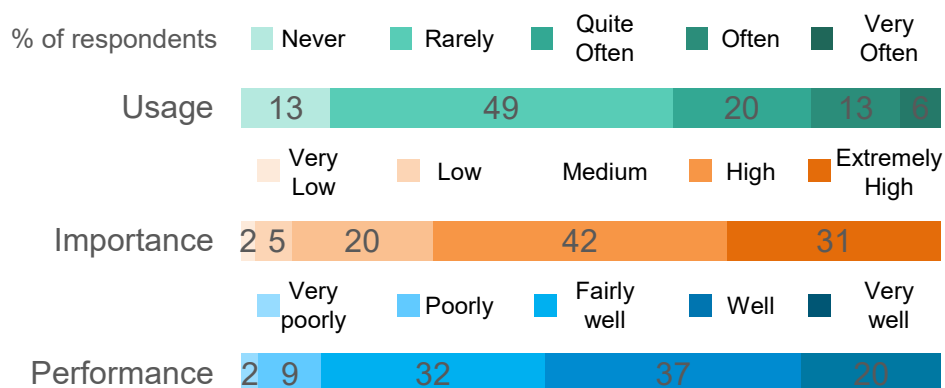 % of respondents Never Rarely Quite Often Often Very Often
Usage 13 49 20 13 6
Very Low Low Medium High Extremely High
Importance 2 5 20 42 31
Very poorly Poorly Fairly well Well Very well
Performance 2 9 32 37 20